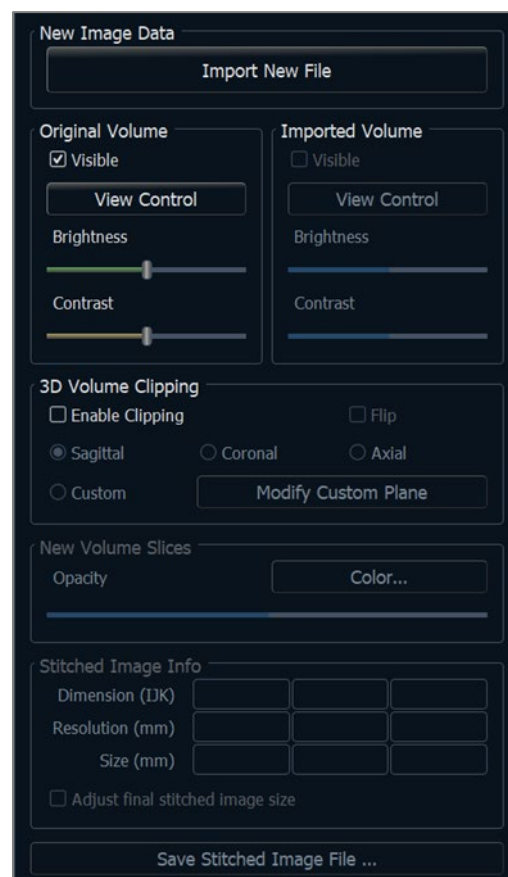 New Image Data
Import New File
Original Volume
Visible
View Control
Brightness
Contrast
Imported Volume
Visible
View Control
Brightness
Contrast
3D Volume Clipping
Enable Clipping Flip
Sagittal Coronal Axial
Custom Modify Custom Plane
New Volume Slices
Opacity Color...
Stitched Image Info
Dimension (IJK)
Resolution (mm)
Size (mm)
Adjust final stitched image size
Save Stitched Image File ...